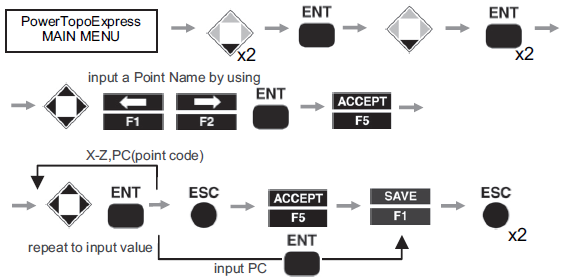 PowerTopoExpress
MAIN MENU
x2
ENT
ENT
x2
input a Point Name by using
F1
F2
ENT
ACCEPT
F5
X-Z,PC(point code)
ENT
repeat to input value
ESC
ACCEPT
F5
SAVE
F1
ESC
x2
ENT
input PC